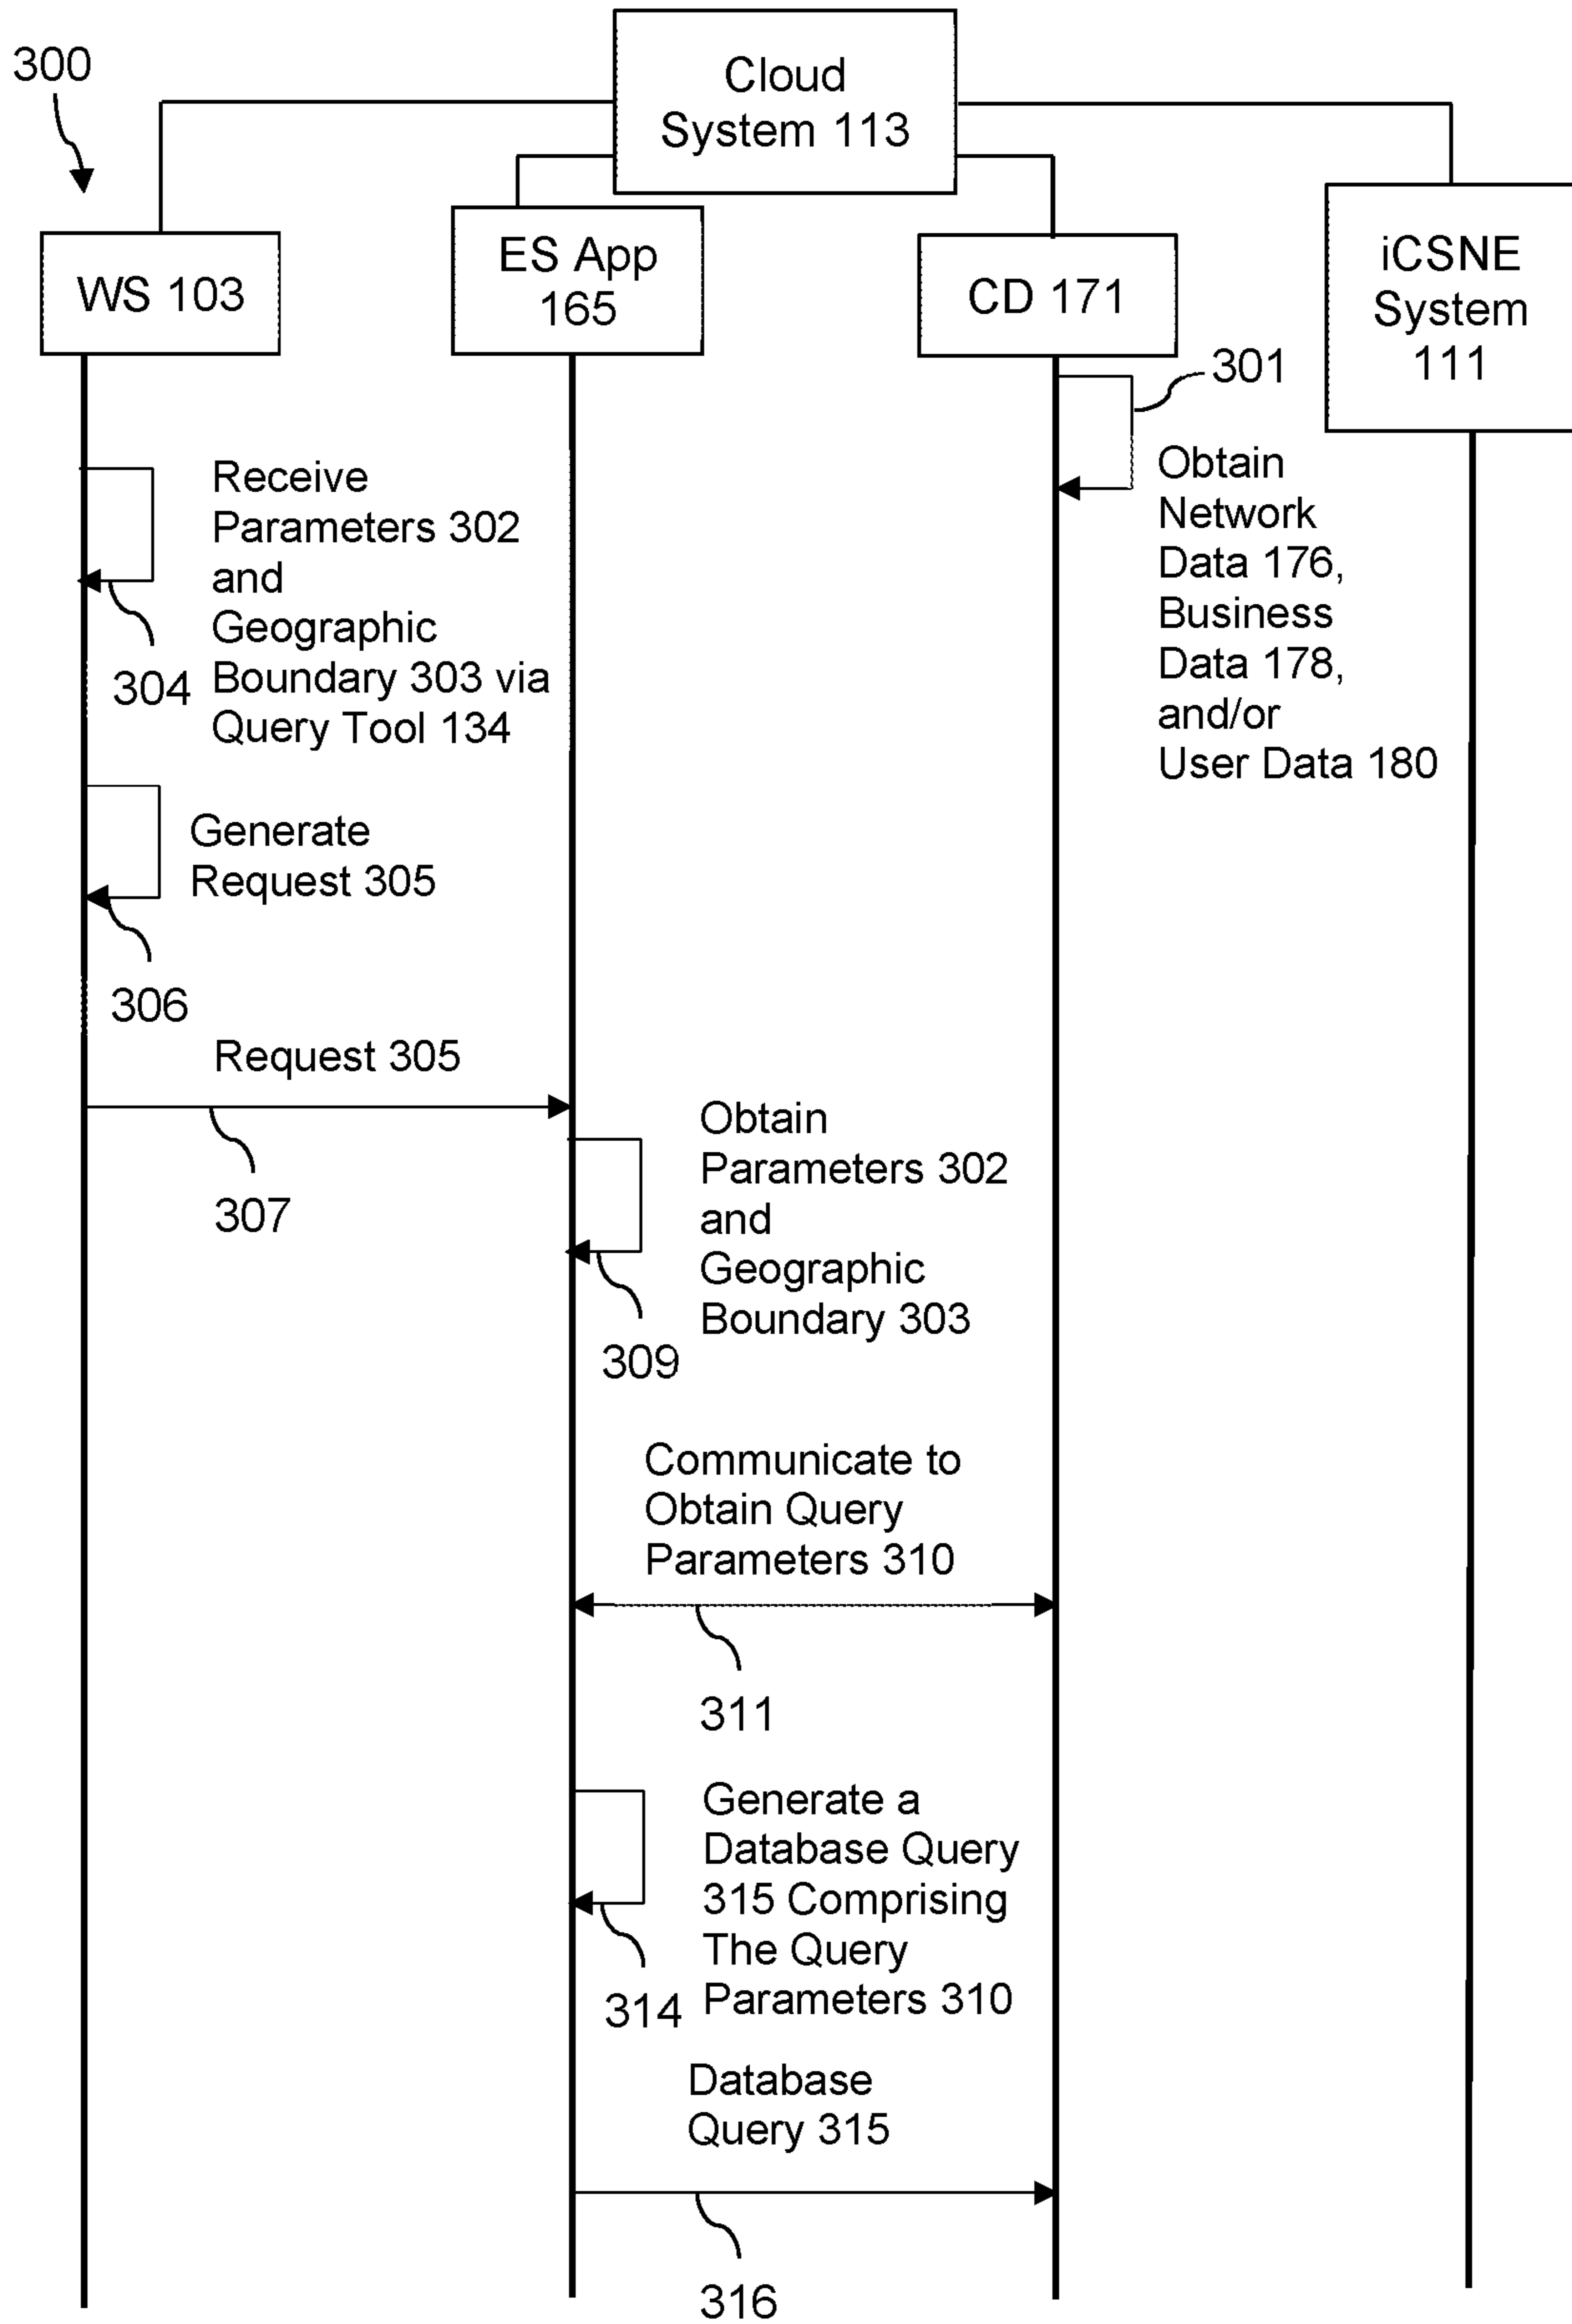 300
Cloud
System 113
WS 103
ES App
165
CD 171
iCSNE
System
111
301
Obtain
Network
Data 176,
Business
Data 178,
and/or
User Data 180
Receive
Parameters 302
and
Geographic
Boundary 303 via
Query Tool 134
304
Generate
Request 305
306
Request 305
307
Obtain
Parameters 302
and
Geographic
Boundary 303
309
Communicate to
Obtain Query
Parameters 310
311
Generate a
Database Query
315 Comprising
The Query
Parameters 310
314
Database
Query 315
316